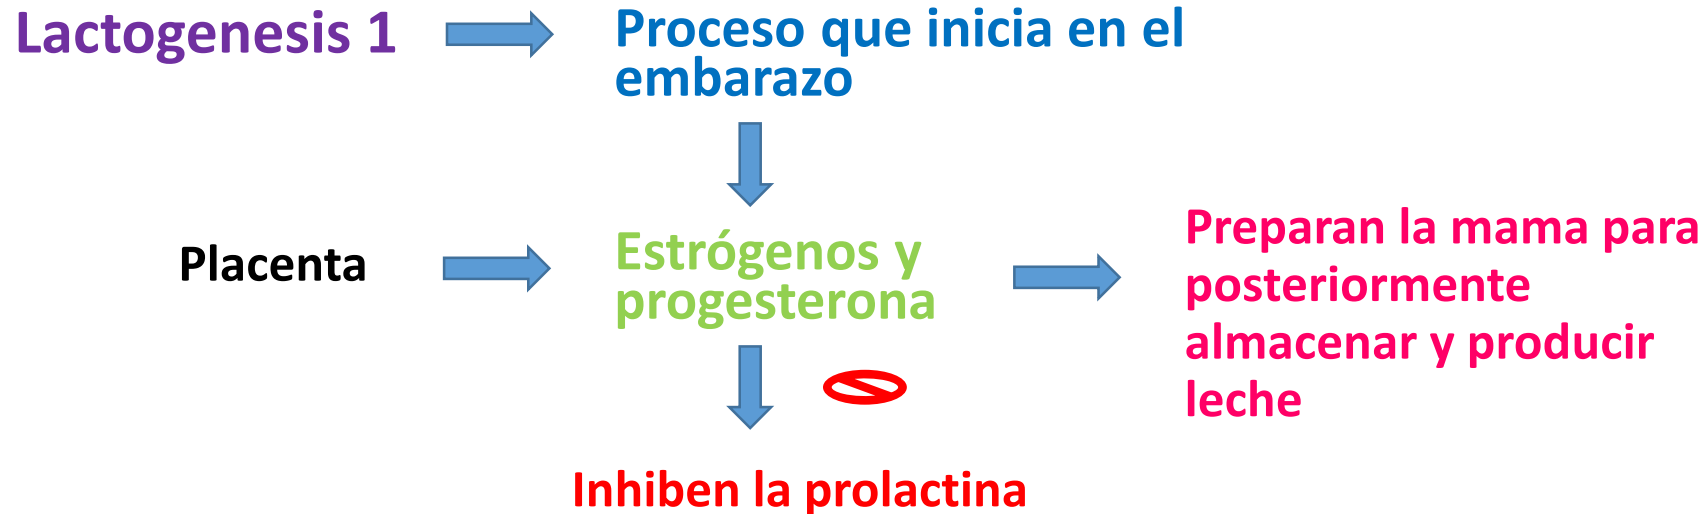 Lactogenesis 1
Proceso que inicia en el
embarazo
Placenta
Estrógenos y
progesterona
Preparan la mama para
posteriormente
almacenar y producir
leche
Inhiben la prolactina